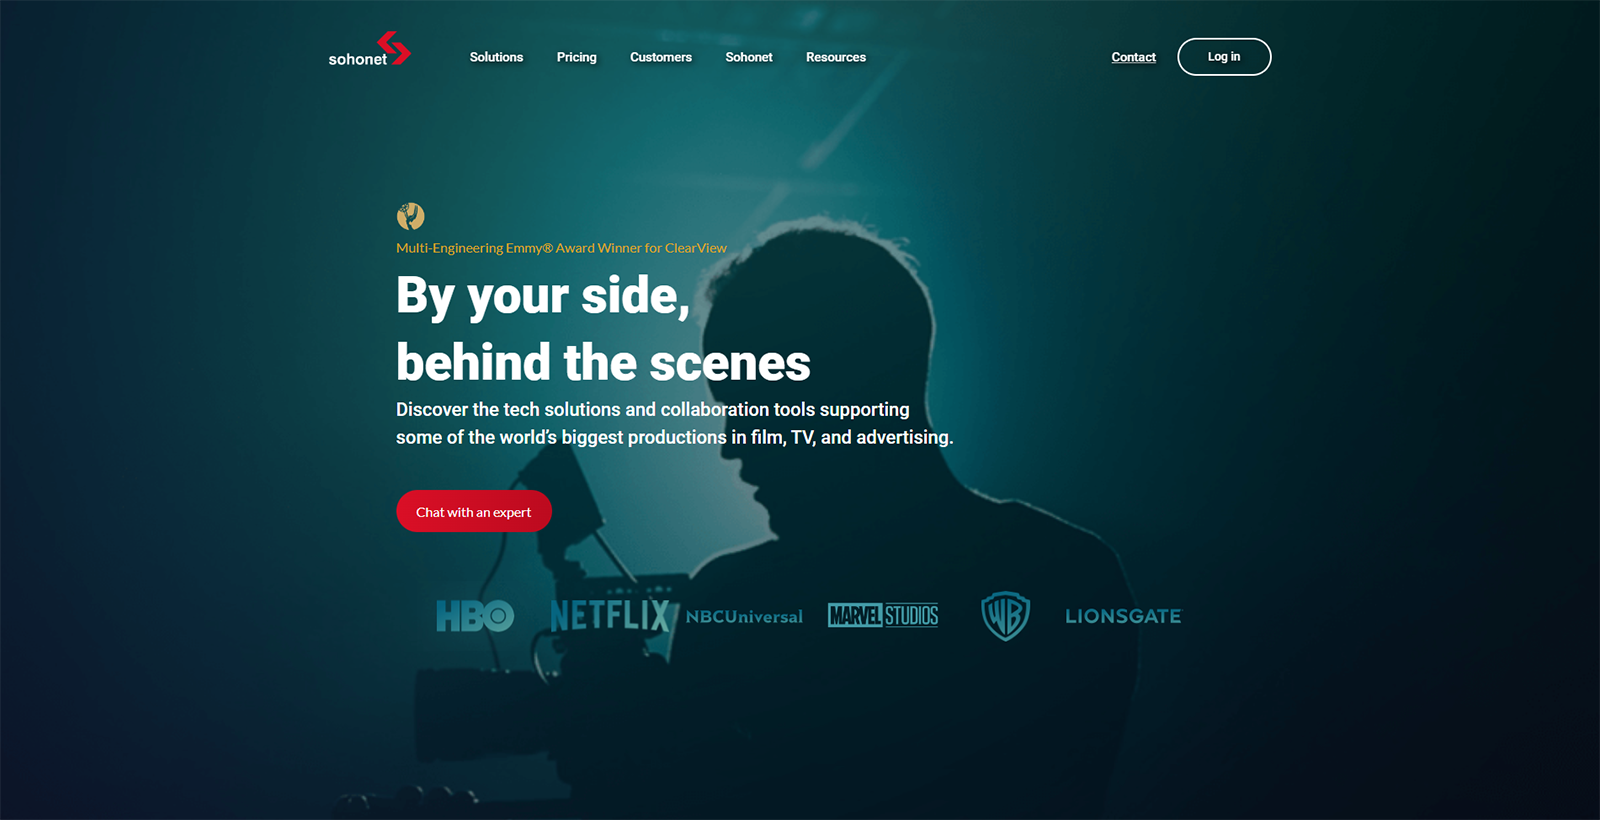 sohonet
Solutions Pricing Customers Sohonet Resources Contact Log in
Multi-Engineering Emmy® Award Winner for ClearView
By your side,
behind the scenes
Discover the tech solutions and collaboration tools supporting
some of the world’s biggest productions in film, TV, and advertising.
Chat with an expert
HBO NETFLIX NBCUniversal MARVEL STUDIOS WB LIONSGATE